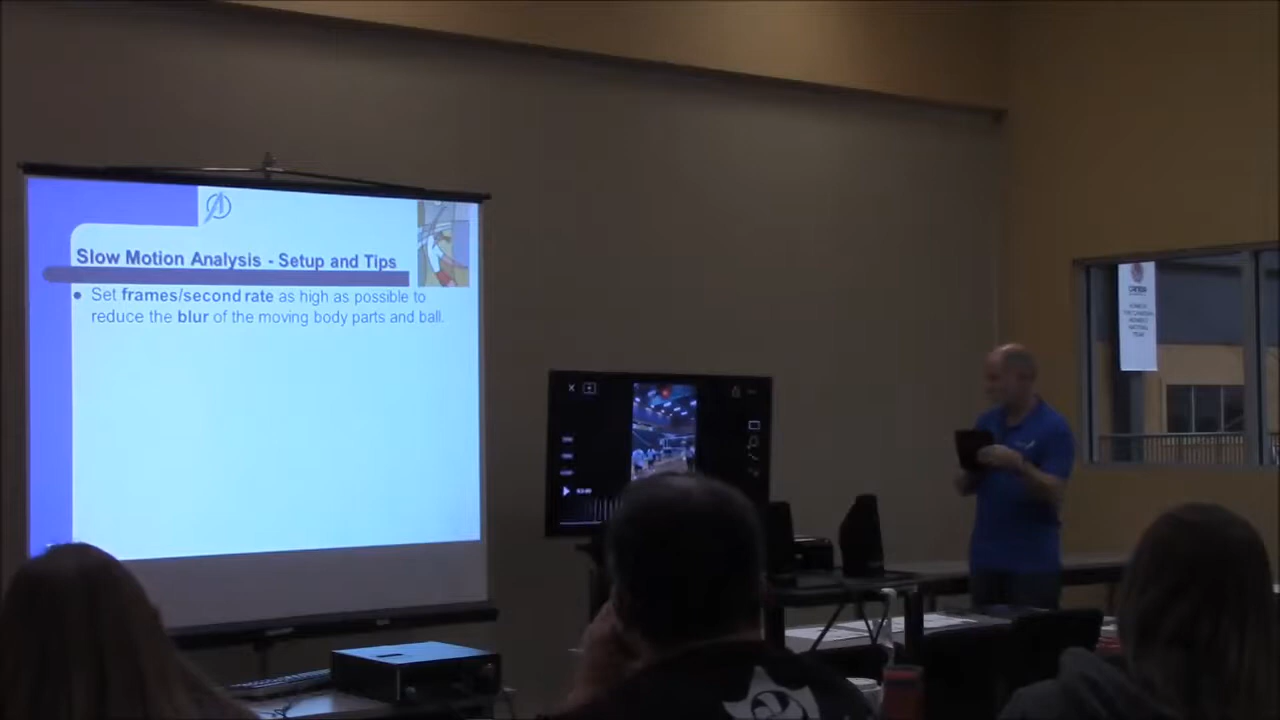 Slow Motion Analysis - Setup and Tips
● Set frames/second rate as high as possible to
reduce the blur of the moving body parts and ball.